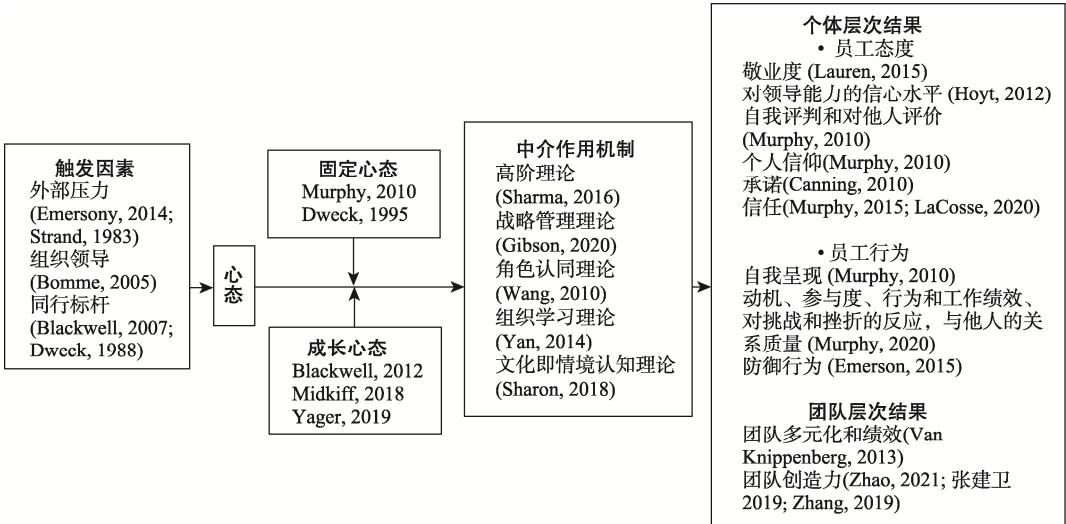 触发因素
外部压力
(Emersony, 2014;
Strand, 1983)
组织领导
(Bomme, 2005)
同行标杆
(Blackwell, 2007;
Dweck, 1988)
心
态
固定心态
Murphy, 2010
Dweck, 1995
成长心态
Blackwell, 2012
Midkiff, 2018
Yager, 2019
中介作用机制
高阶理论
(Sharma, 2016)
战略管理理论
(Gibson, 2020)
角色认同理论
(Wang, 2010)
组织学习理论
(Yan, 2014)
文化即情境认知理论
(Sharon, 2018)
个体层次结果
• 员工态度
敬业度 (Lauren, 2015)
对领导能力的信心水平 (Hoyt, 2012)
自我评判和对他人评价
(Murphy, 2010)
个人信仰(Murphy, 2010)
承诺(Canning, 2010)
信任(Murphy, 2015; LaCosse, 2020)
• 员工行为
自我呈现 (Murphy, 2010)
动机、参与度、行为和工作绩效、
对挑战和挫折的反应，与他人的关
系质量 (Murphy, 2020)
防御行为 (Emerson, 2015)
团队层次结果
团队多元化和绩效(Van
Knippenberg, 2013)
团队创造力(Zhao, 2021; 张建卫
2019; Zhang, 2019)